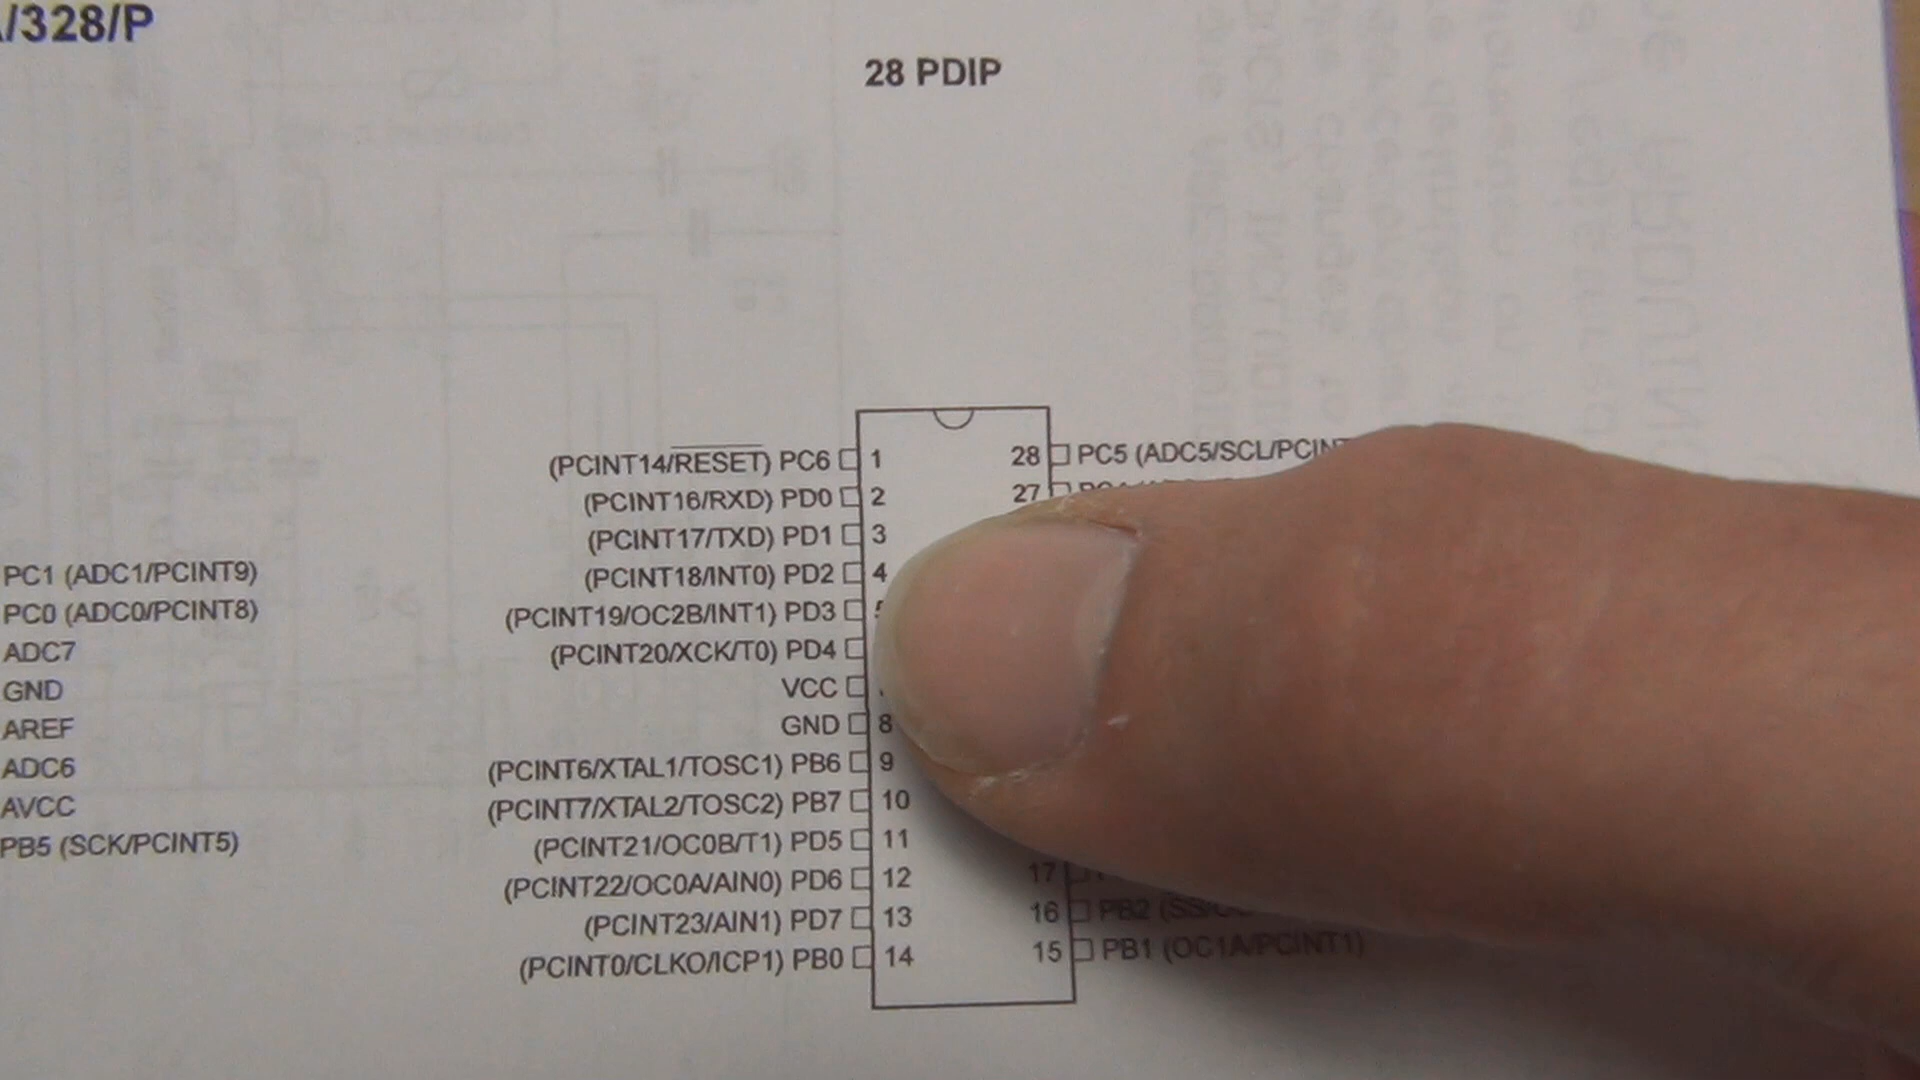 /328/P
28 PDIP
(PCINT14/RESET) PC6 1
(PCINT16/RXD) PD0 2
(PCINT17/TXD) PD1 3
(PCINT18/INT0) PD2 4
(PCINT19/OC2B/INT1) PD3
(PCINT20/XCK/T0) PD4
VCC
GND 8
(PCINT6/XTAL1/TOSC1) PB6 9
(PCINT7/XTAL2/TOSC2) PB7 10
(PCINT21/OC0B/T1) PD5 11
(PCINT22/OC0A/AIN0) PD6 12
(PCINT23/AIN1) PD7 13
(PCINT0/CLKO/ICP1) PB0 14
28 PC5 (ADC5/SCL/PCINT
27
17
16 PB2 (SS/
15 PB1 (OC1A/PCINT1)
PC1 (ADC1/PCINT9)
PC0 (ADC0/PCINT8)
ADC7
GND
AREF
ADC6
AVCC
PB5 (SCK/PCINT5)